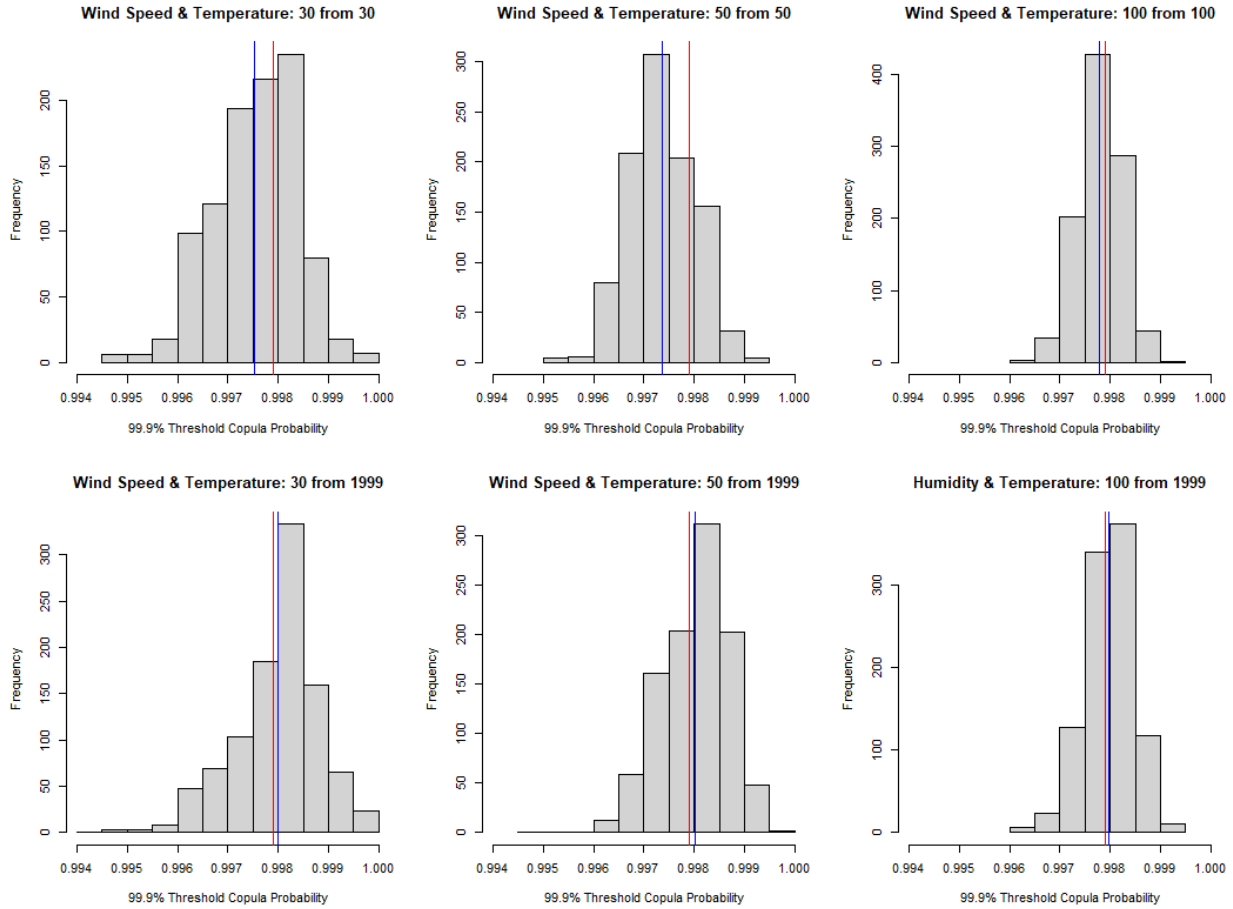 Wind Speed & Temperature: 30 from 30
Frequency
0
50
100
150
200
0.994 0.995 0.996 0.997 0.998 0.999 1.000
99.9% Threshold Copula Probability
Wind Speed & Temperature: 50 from 50
Frequency
0
50
100
150
200
250
300
0.994 0.995 0.996 0.997 0.998 0.999 1.000
99.9% Threshold Copula Probability
Wind Speed & Temperature: 100 from 100
Frequency
0
100
200
300
400
0.994 0.995 0.996 0.997 0.998 0.999 1.000
99.9% Threshold Copula Probability
Wind Speed & Temperature: 30 from 1999
Frequency
0
50
100
150
200
250
300
0.994 0.995 0.996 0.997 0.998 0.999 1.000
99.9% Threshold Copula Probability
Wind Speed & Temperature: 50 from 1999
Frequency
0
50
100
150
200
250
300
0.994 0.995 0.996 0.997 0.998 0.999 1.000
99.9% Threshold Copula Probability
Humidity & Temperature: 100 from 1999
Frequency
0
100
200
300
0.994 0.995 0.996 0.997 0.998 0.999 1.000
99.9% Threshold Copula Probability